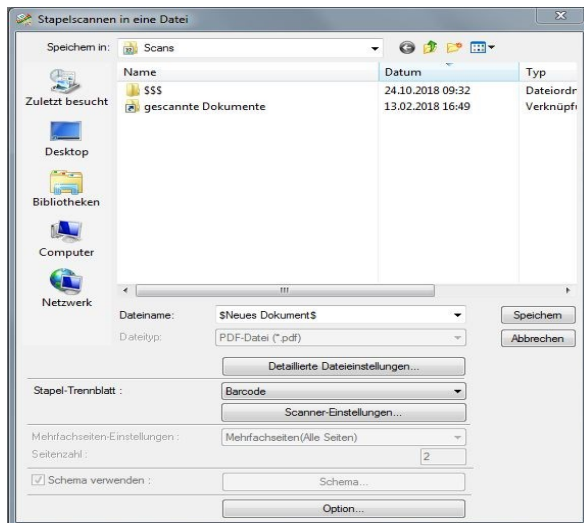 Stapelscannen in eine Datei
Speichern in: Scans
Name Datum Typ
Zuletzt besucht
Desktop
Bibliotheken
Computer
Netzwerk
$$$ 24.10.2018 09:32 Dateiordr
gescannte Dokumente 13.02.2018 16:49 Verknüpf
Dateiname: $Neues Dokument$ Speichern
Dateityp: PDF-Datei (*.pdf) Abbrechen
Detaillierte Dateieinstellungen...
Stapel-Trennblatt : Barcode
Scanner-Einstellungen...
Mehrfachseiten-Einstellungen : Mehrfachseiten(Alle Seiten)
Seitenzahl : 2
Schema verwenden : Schema...
Option...